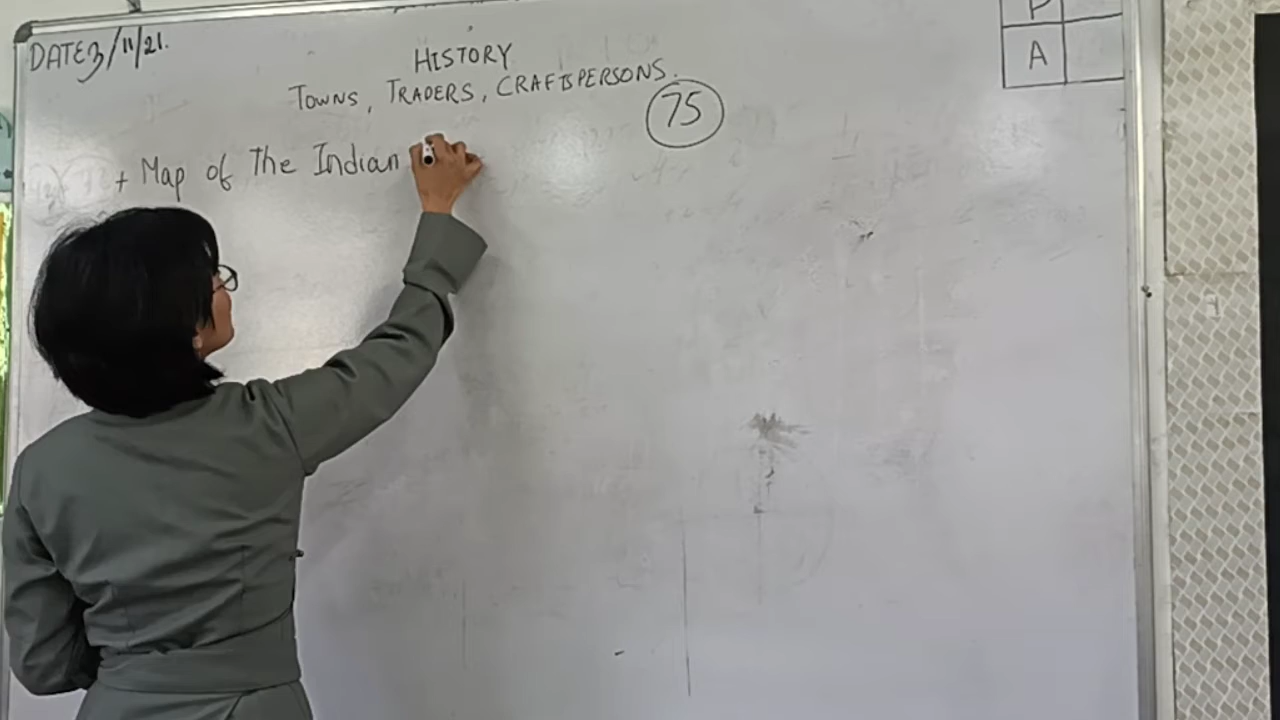 DATE 3/11/21.
HISTORY
TOWNS, TRADERS, CRAFTSPERSONS.
75
+ Map of The Indian
P
A